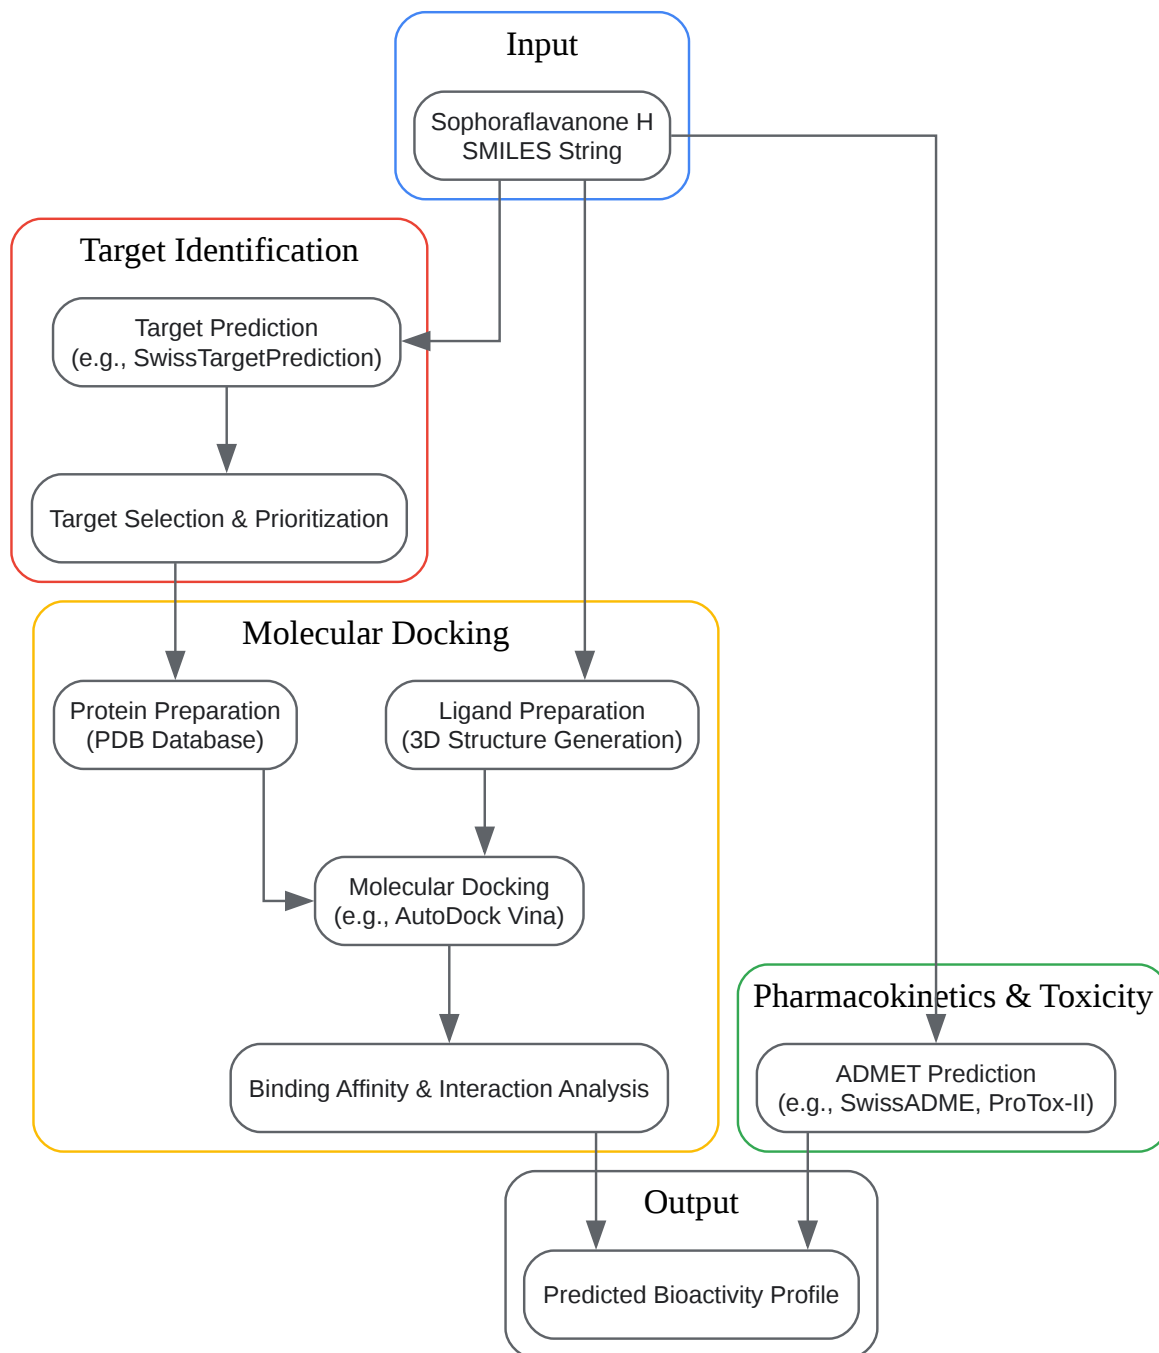 Input
Sophoraflavanone H
SMILES String
Target Identification
Target Prediction
(e.g., SwissTargetPrediction)
Target Selection & Prioritization
Molecular Docking
Protein Preparation
(PDB Database)
Ligand Preparation
(3D Structure Generation)
Molecular Docking
(e.g., AutoDock Vina)
Binding Affinity & Interaction Analysis
Pharmacokinetics & Toxicity
ADMET Prediction
(e.g., SwissADME, ProTox-II)
Output
Predicted Bioactivity Profile